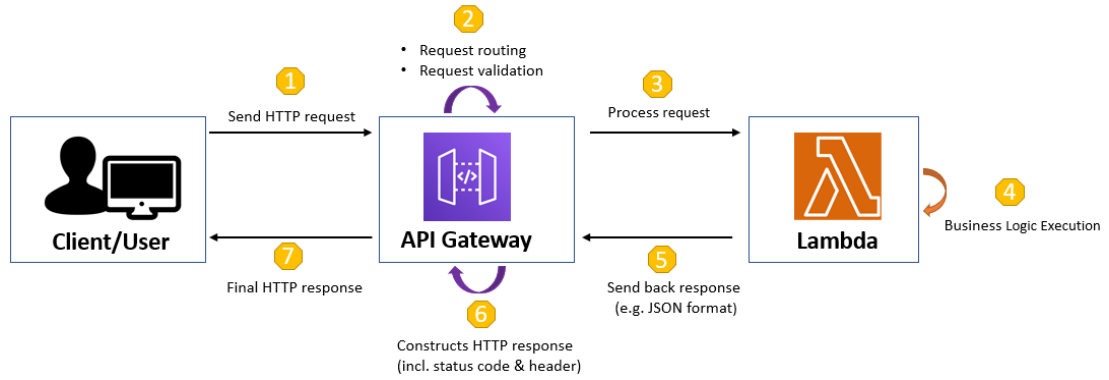 1
Send HTTP request
2
• Request routing
• Request validation
3
Process request
</>
Client/User
API Gateway
Lambda
4
Business Logic Execution
5
Send back response
(e.g. JSON format)
6
Constructs HTTP response
(incl. status code & header)
7
Final HTTP response